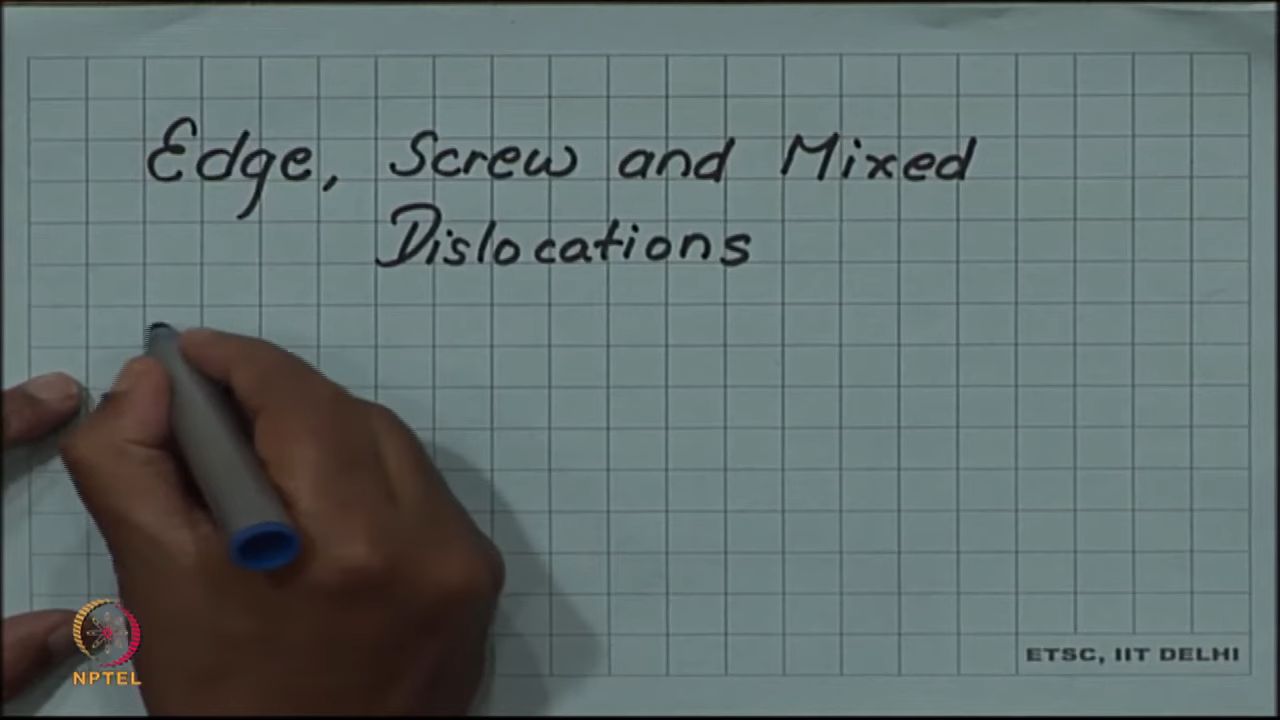 Edge, Screw and Mixed
Dislocations
NPTEL
ETSC, IIT DELHI